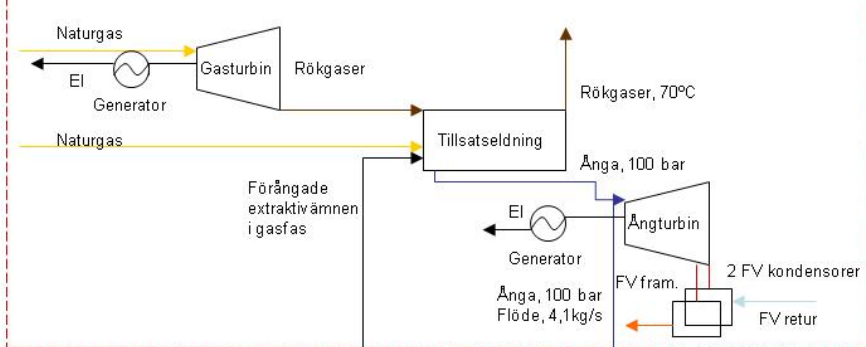 Naturgas
Gasturbin
Rökgaser
El
Generator
Rökgaser, 70ºC
Naturgas
Tillsatseldning
Ånga, 100 bar
Förångade
extraktivämnen
i gasfas
El
Ångturbin
Generator
2 FV kondensorer
FV fram.
Ånga, 100 bar
Flöde, 4,1kg/s
FV retur